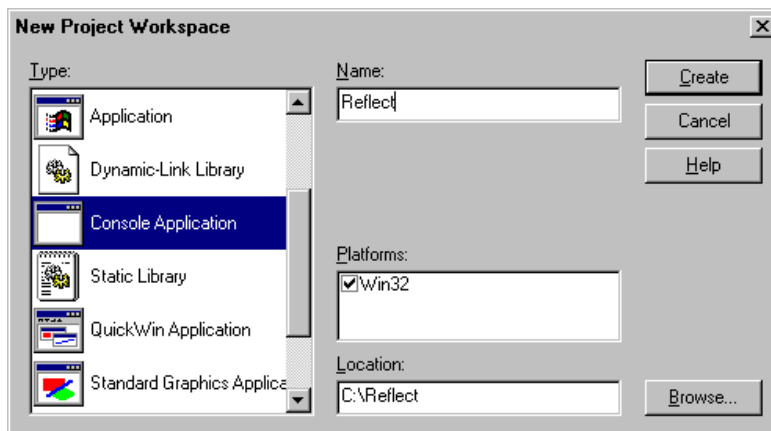 New Project Workspace
Type:
Application
Dynamic-Link Library
Console Application
Static Library
QuickWin Application
Standard Graphics Applica
Name:
Reflect
Platforms:
Win32
Location:
C:\Reflect
Create
Cancel
Help
Browse...